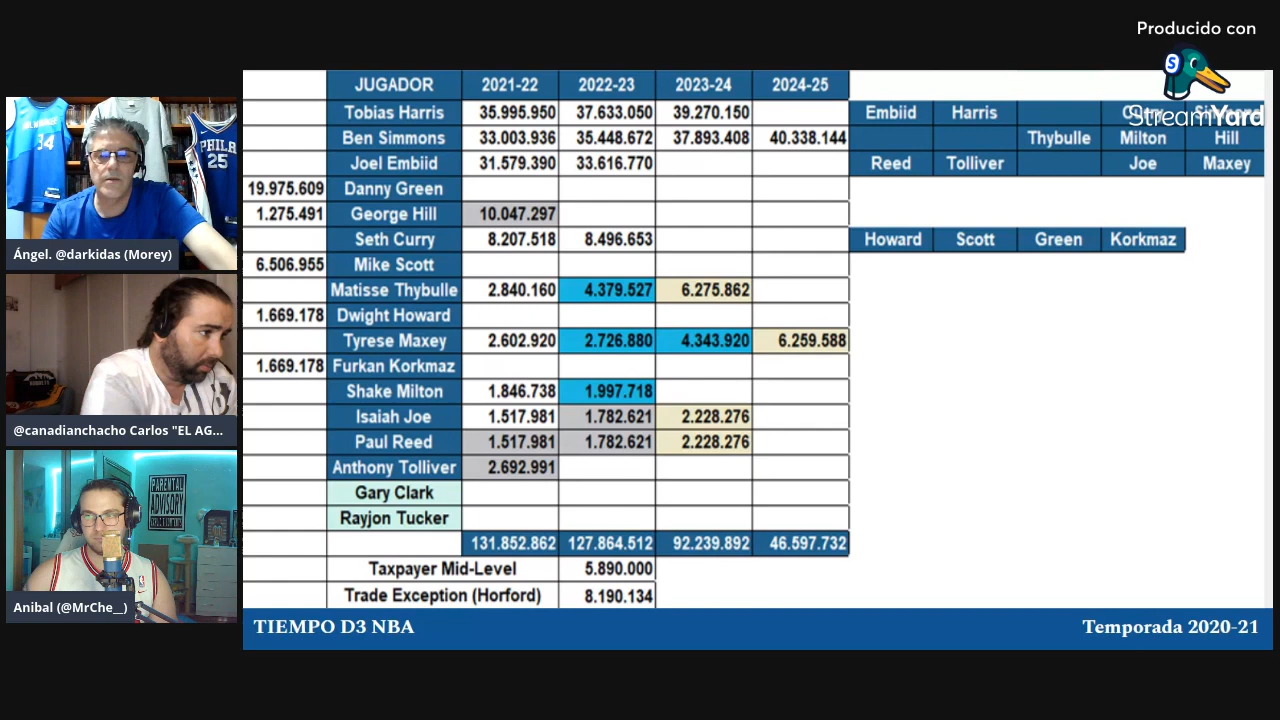 Producido con
StreamYard
JUGADOR 2021-22 2022-23 2023-24 2024-25
Tobias Harris 35.995.950 37.633.050 39.270.150 Embiid Harris
Ben Simmons 33.003.936 35.448.672 37.893.408 40.338.144 Thybulle Milton Hill
Joel Embiid 31.579.390 33.616.770 Reed Tolliver Joe Maxey
19.975.609 Danny Green
1.275.491 George Hill 10.047.297
Seth Curry 8.207.518 8.496.653 Howard Scott Green Korkmaz
6.506.955 Mike Scott
Matisse Thybulle 2.840.160 4.379.527 6.275.862
1.669.178 Dwight Howard
Tyrese Maxey 2.602.920 2.726.880 4.343.920 6.259.588
1.669.178 Furkan Korkmaz
Shake Milton 1.846.738 1.997.718
Isaiah Joe 1.517.981 1.782.621 2.228.276
Paul Reed 1.517.981 1.782.621 2.228.276
Anthony Tolliver 2.692.991
Gary Clark
Rayjon Tucker
131.852.862 127.864.512 92.239.892 46.597.732
Taxpayer Mid-Level 5.890.000
Trade Exception (Horford) 8.190.134
TIEMPO D3 NBA
Temporada 2020-21
34
PHILA
25
Ángel. @darkidas (Morey)
@canadianchacho Carlos "EL AG...
PARENTAL
ADVISORY
Anibal (@MrChe__)